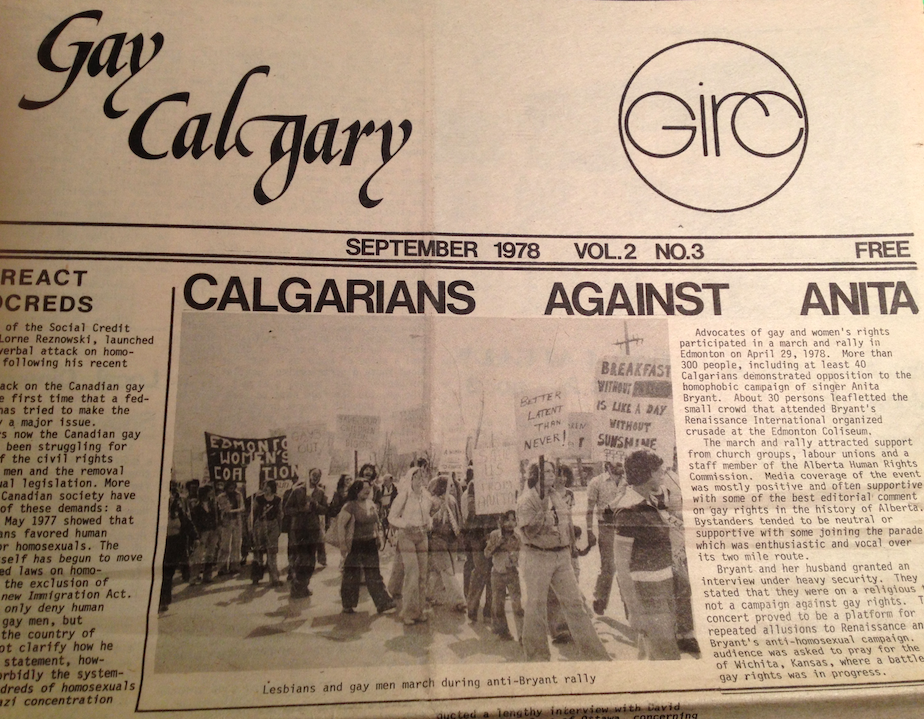 Gay
Calgary
GIRC
SEPTEMBER 1978 VOL.2 NO.3 FREE
REACT
OCREDS
of the Social Credit
Lorne Reznowski, launched
verbal attack on homo-
following his recent
ack on the Canadian gay
e first time that a fed-
has tried to make the
y a major issue.
rs now the Canadian gay
been struggling for
f the civil rights
men and the removal
ual legislation. More
Canadian society have
of these demands: a
May 1977 showed that
ans favored human
or homosexuals. The
self has begun to move
ed laws on homo-
the exclusion of
new Immigration Act.
only deny human
gay men, but
the country of
ot clarify how he
statement, how-
orbidly the system-
dreds of homosexuals
azi concentration
CALGARIANS AGAINST ANITA
EDMONTO
WOMEN'S
COALITION
BETTER
LATENT
THAN
NEVER!
BREAKFAST
WITHOUT
IS LIKE A DAY
WITHOUT
SUNSHINE
Lesbians and gay men march during anti-Bryant rally
Advocates of gay and women's rights
participated in a march and rally in
Edmonton on April 29, 1978. More than
300 people, including at least 40
Calgarians demonstrated opposition to the
homophobic campaign of singer Anita
Bryant. About 30 persons leafletted the
small crowd that attended Bryant's
Renaissance International organized
crusade at the Edmonton Coliseum.
The march and rally attracted support
from church groups, labour unions and a
staff member of the Alberta Human Rights
Commission. Media coverage of the event
was mostly positive and often supportive
with some of the best editorial comment
on gay rights in the history of Alberta.
Bystanders tended to be neutral or
supportive with some joining the parade
which was enthusiastic and vocal over
its two mile route.
Bryant and her husband granted an
interview under heavy security. They
stated that they were on a religious
not a campaign against gay rights. T
concert proved to be a platform for
repeated allusions to Renaissance an
Bryant's anti-homosexual campaign.
audience was asked to pray for the
of Wichita, Kansas, where a battle
gay rights was in progress.
ducted a lengthy interview with David
of Ottawa, concerning